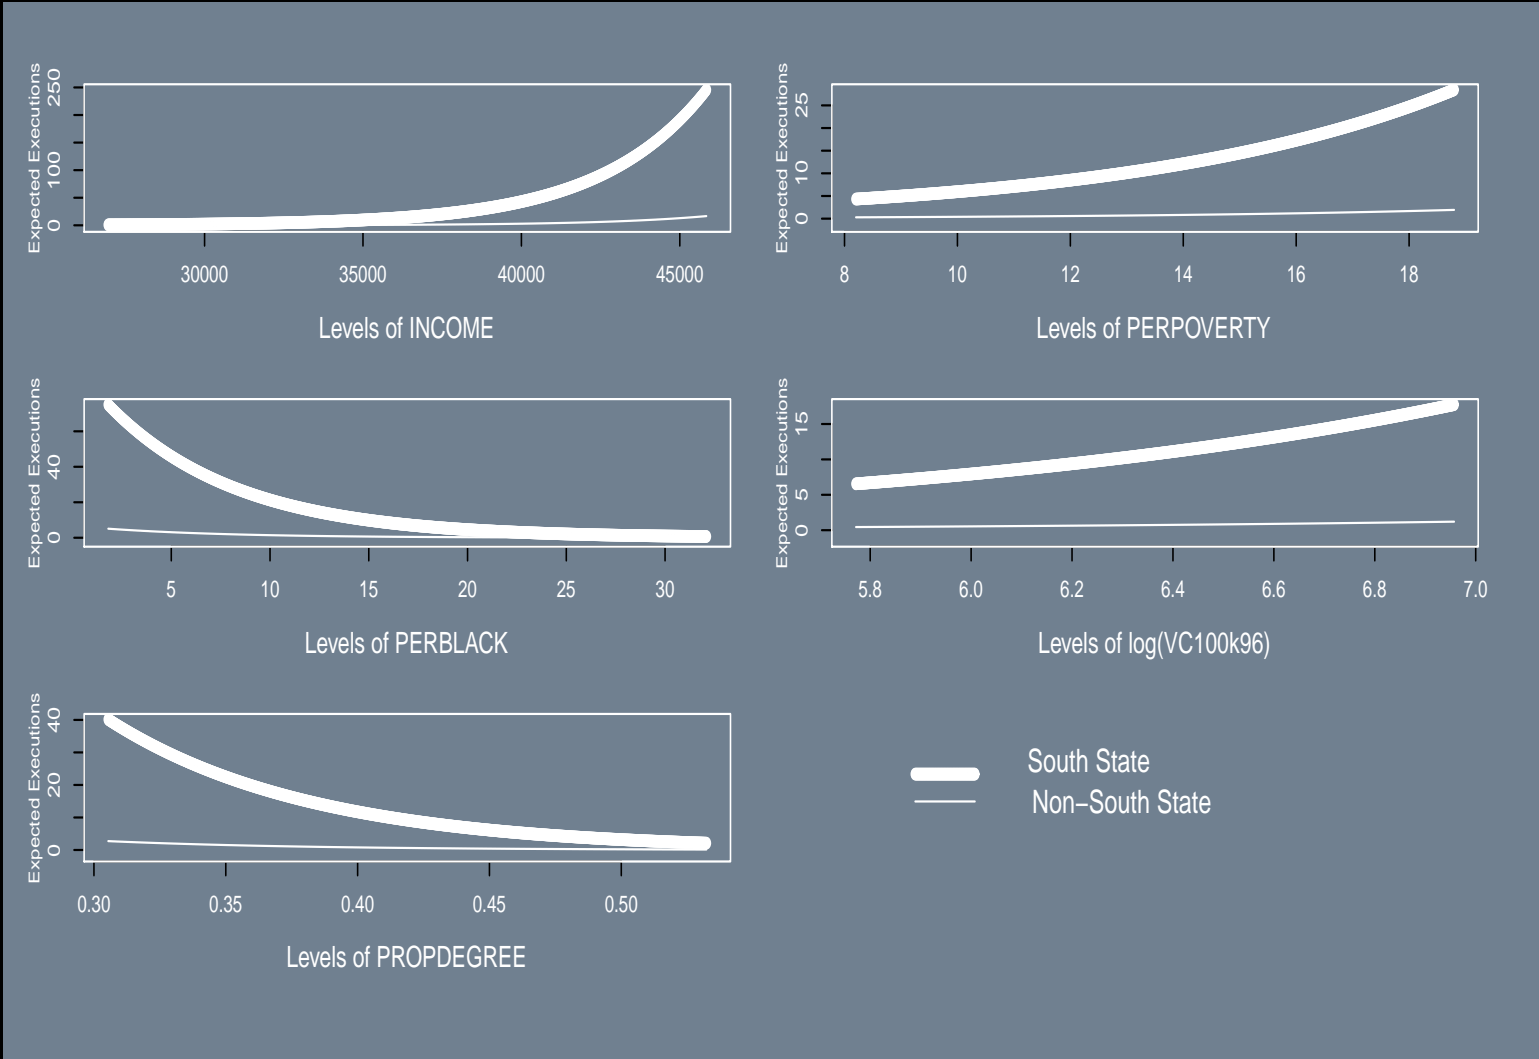 Expected Executions
0 100 250
30000 35000 40000 45000
Levels of INCOME
Expected Executions
0 10 25
8 10 12 14 16 18
Levels of PERPOVERTY
Expected Executions
0 40
5 10 15 20 25 30
Levels of PERBLACK
Expected Executions
0 5 15
5.8 6.0 6.2 6.4 6.6 6.8 7.0
Levels of log(VC100k96)
Expected Executions
0 20 40
0.30 0.35 0.40 0.45 0.50
Levels of PROPDEGREE
South State
Non−South State